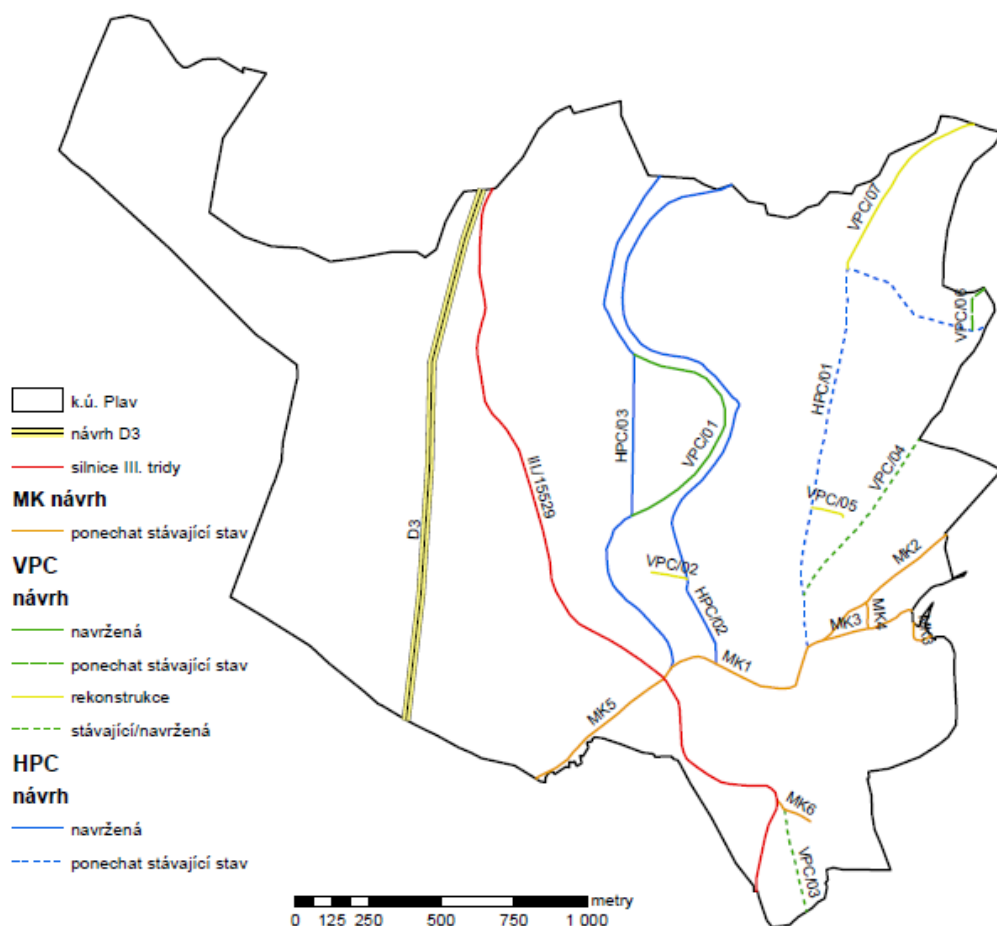 k.ú. Plav
návrh D3
silnice III. tridy
MK návrh
ponechat stávající stav
VPC
návrh
navržená
ponechat stávající stav
rekonstrukce
stávající/navržená
HPC
návrh
navržená
ponechat stávající stav
VPC/07
VPC/06
HPC/01
HPC/03
VPC/01
VPC/04
III./15529
D3
VPC/05
VPC/02
HPC/02
MK2
MK3
MK4
MK1
MK5
MK6
VPC/03
metry
0 125 250 500 750 1 000